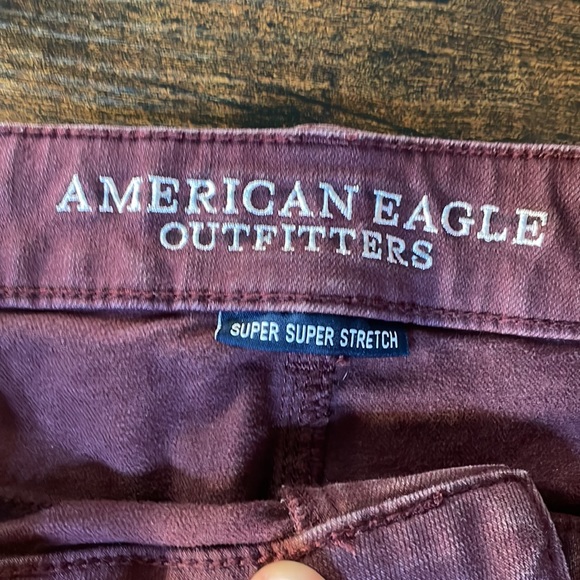 AMERICAN EAGLE
OUTFITTERS
SUPER SUPER STRETCH